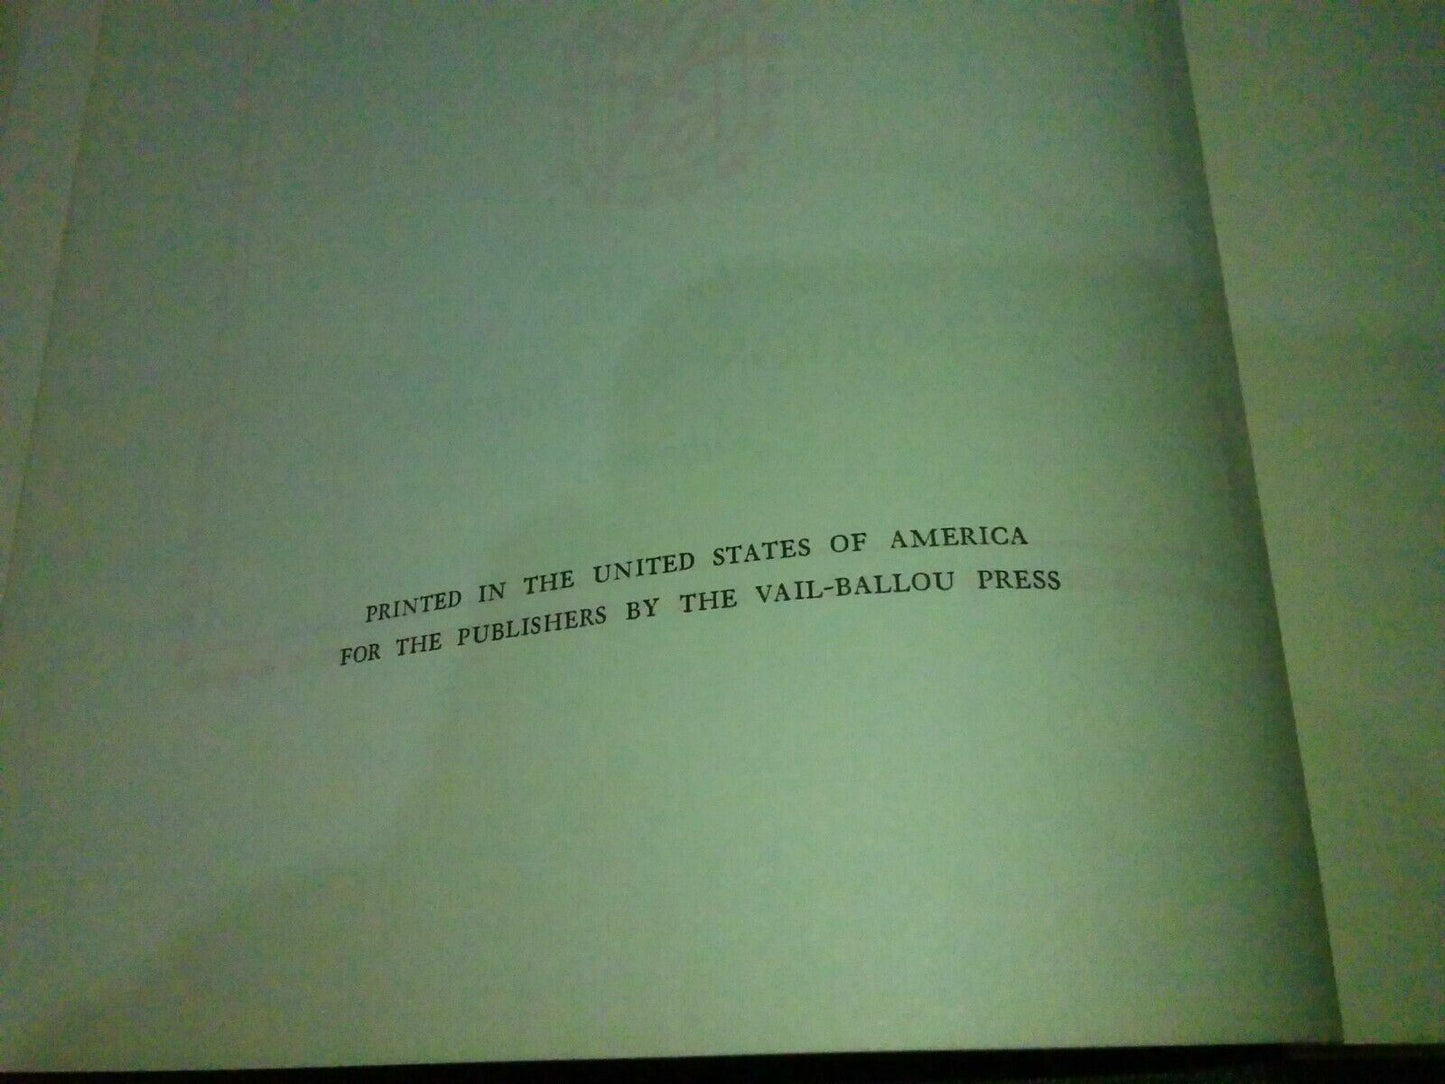 PRINTED IN THE UNITED STATES OF AMERICA
FOR THE PUBLISHERS BY THE VAIL-BALLOU PRESS